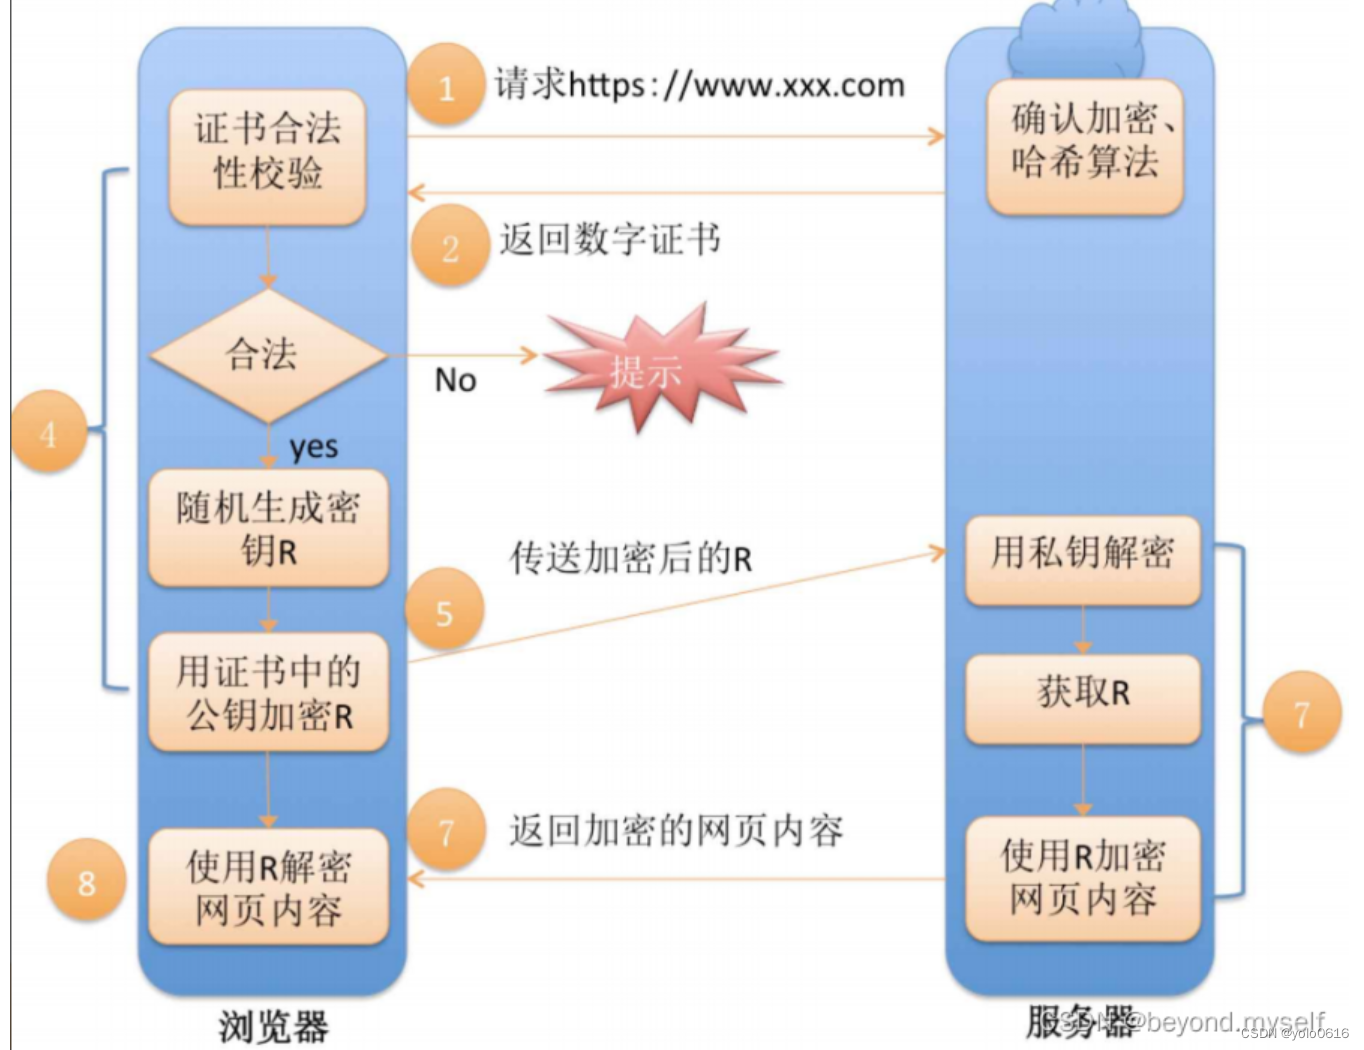 1
请求https://www.xxx.com
证书合法
性校验
确认加密、
哈希算法
2
返回数字证书
合法
No
提示
4
yes
随机生成密
钥R
传送加密后的R
用私钥解密
5
用证书中的
公钥加密R
获取R
7
7
返回加密的网页内容
8
使用R解密
网页内容
使用R加密
网页内容
浏览器
服务器
CSDN @beyond.myself
CSDN @yolo0616